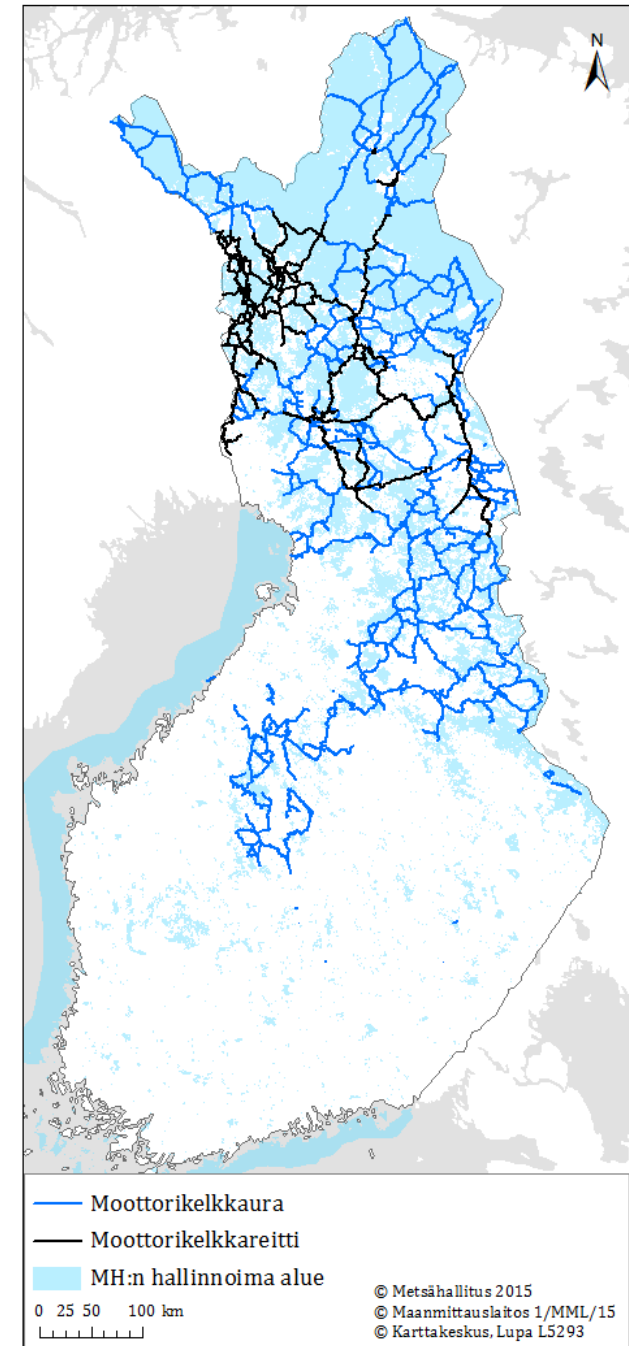 N
Moottorikelkkaura
Moottorikelkkareitti
MH:n hallinnoima alue
0 25 50 100 km
© Metsähallitus 2015
© Maanmittauslaitos 1/MML/15
© Karttakeskus, Lupa L5293